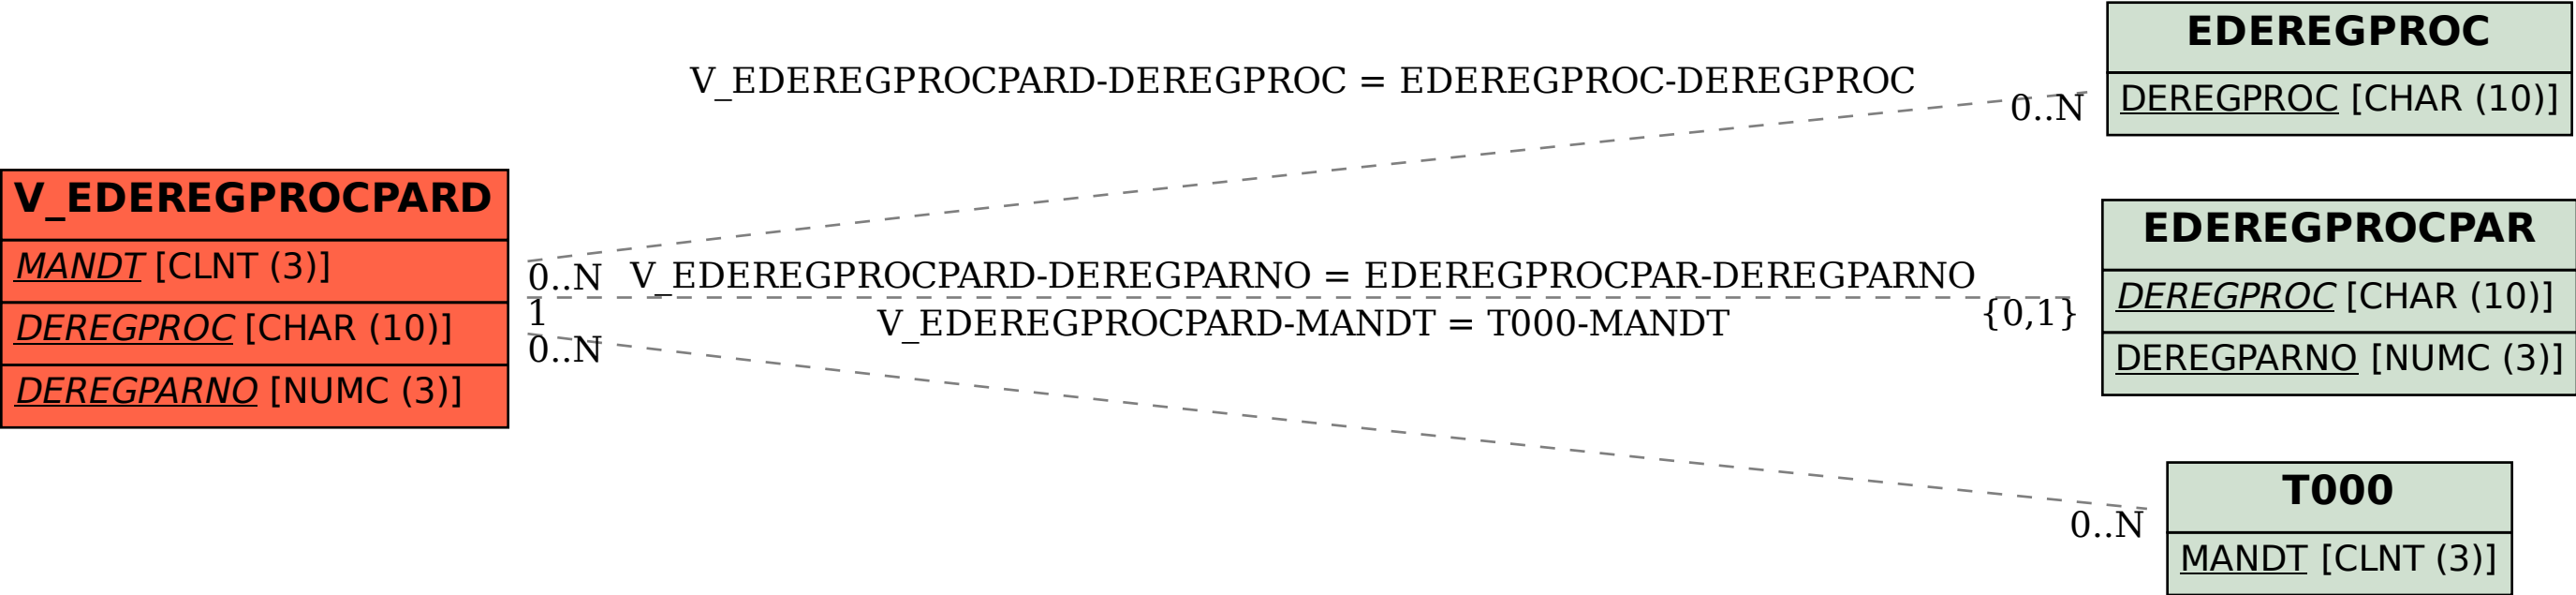 EDEREGPROC
V_EDEREGPROCPARD-DEREGPROC = EDEREGPROC-DEREGPROC
DEREGPROC [CHAR (10)]
0..N
V_EDEREGPROCPARD
MANDT [CLNT (3)]
DEREGPROC [CHAR (10)]
DEREGPARNO [NUMC (3)]
0..N
V_EDEREGPROCPARD-DEREGPARNO = EDEREGPROCPAR-DEREGPARNO
1
{0,1}
V_EDEREGPROCPARD-MANDT = T000-MANDT
0..N
EDEREGPROCPAR
DEREGPROC [CHAR (10)]
DEREGPARNO [NUMC (3)]
0..N
T000
MANDT [CLNT (3)]